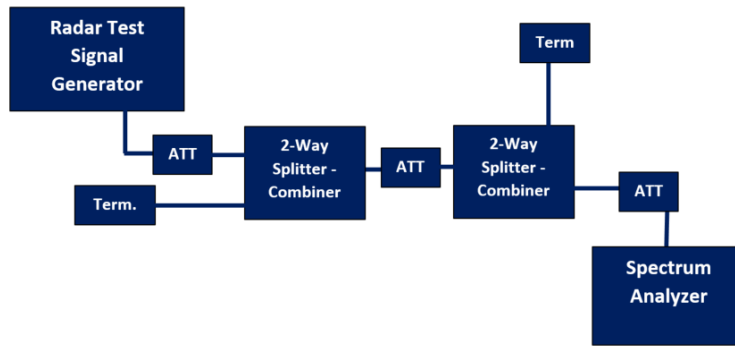 Radar Test
Signal
Generator
Term
ATT
2-Way
Splitter -
Combiner
ATT
2-Way
Splitter -
Combiner
Term.
ATT
Spectrum
Analyzer